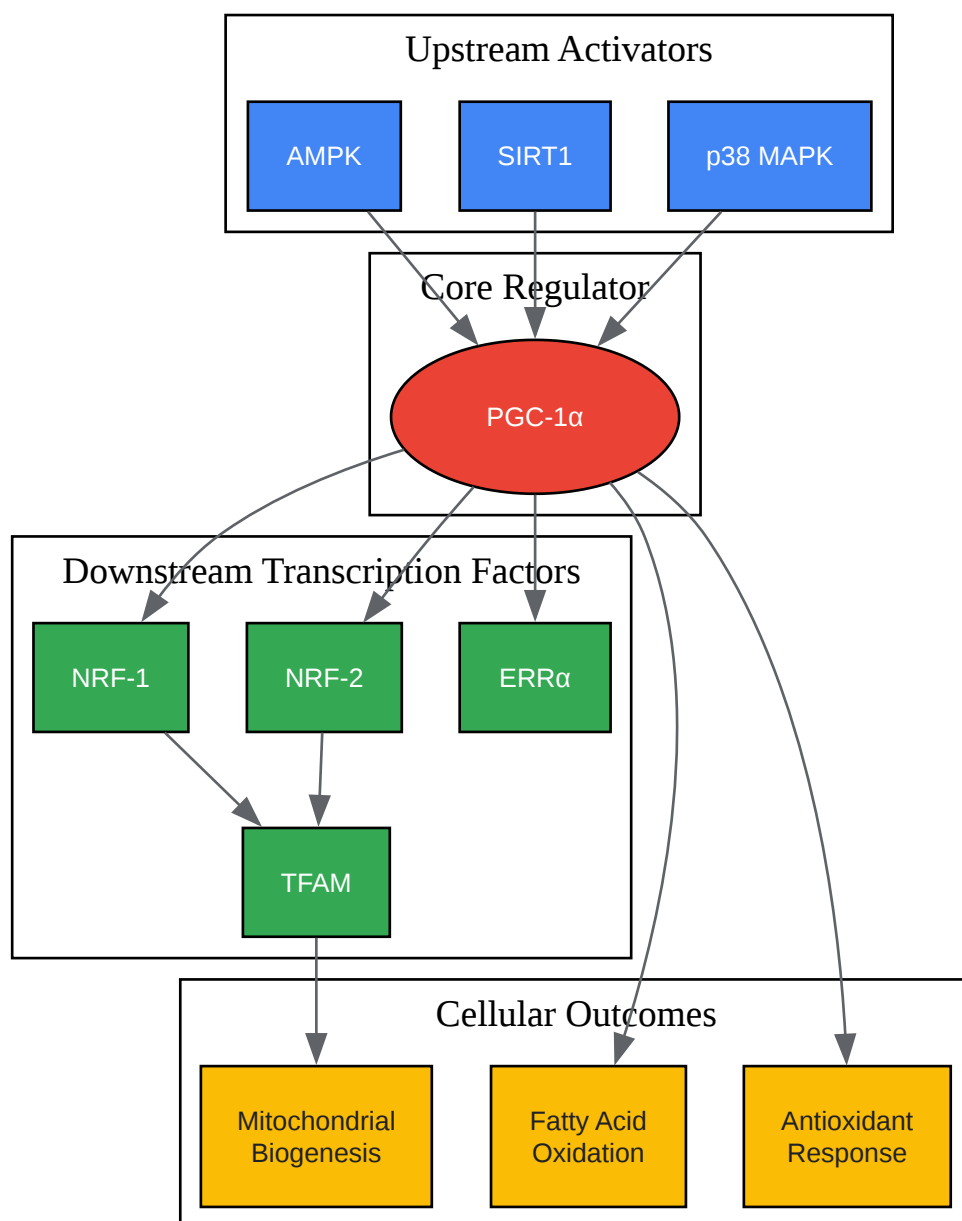 Upstream Activators
AMPK
SIRT1
p38 MAPK
Core Regulator
PGC-1α
Downstream Transcription Factors
NRF-1
NRF-2
ERRα
TFAM
Cellular Outcomes
Mitochondrial
Biogenesis
Fatty Acid
Oxidation
Antioxidant
Response